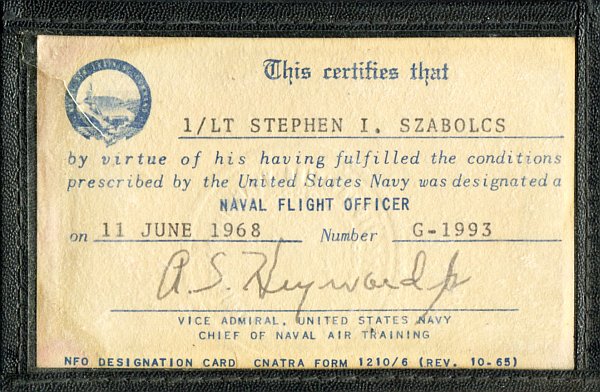 This certifies that
1/LT STEPHEN I. SZABOLCS
by virtue of his having fulfilled the conditions
prescribed by the United States Navy was designated a
NAVAL FLIGHT OFFICER
on 11 JUNE 1968 Number G-1993
A. S. Heyward Jr
VICE ADMIRAL, UNITED STATES NAVY
CHIEF OF NAVAL AIR TRAINING
NFO DESIGNATION CARD CNATRA FORM 1210/6 (REV. 10-65)